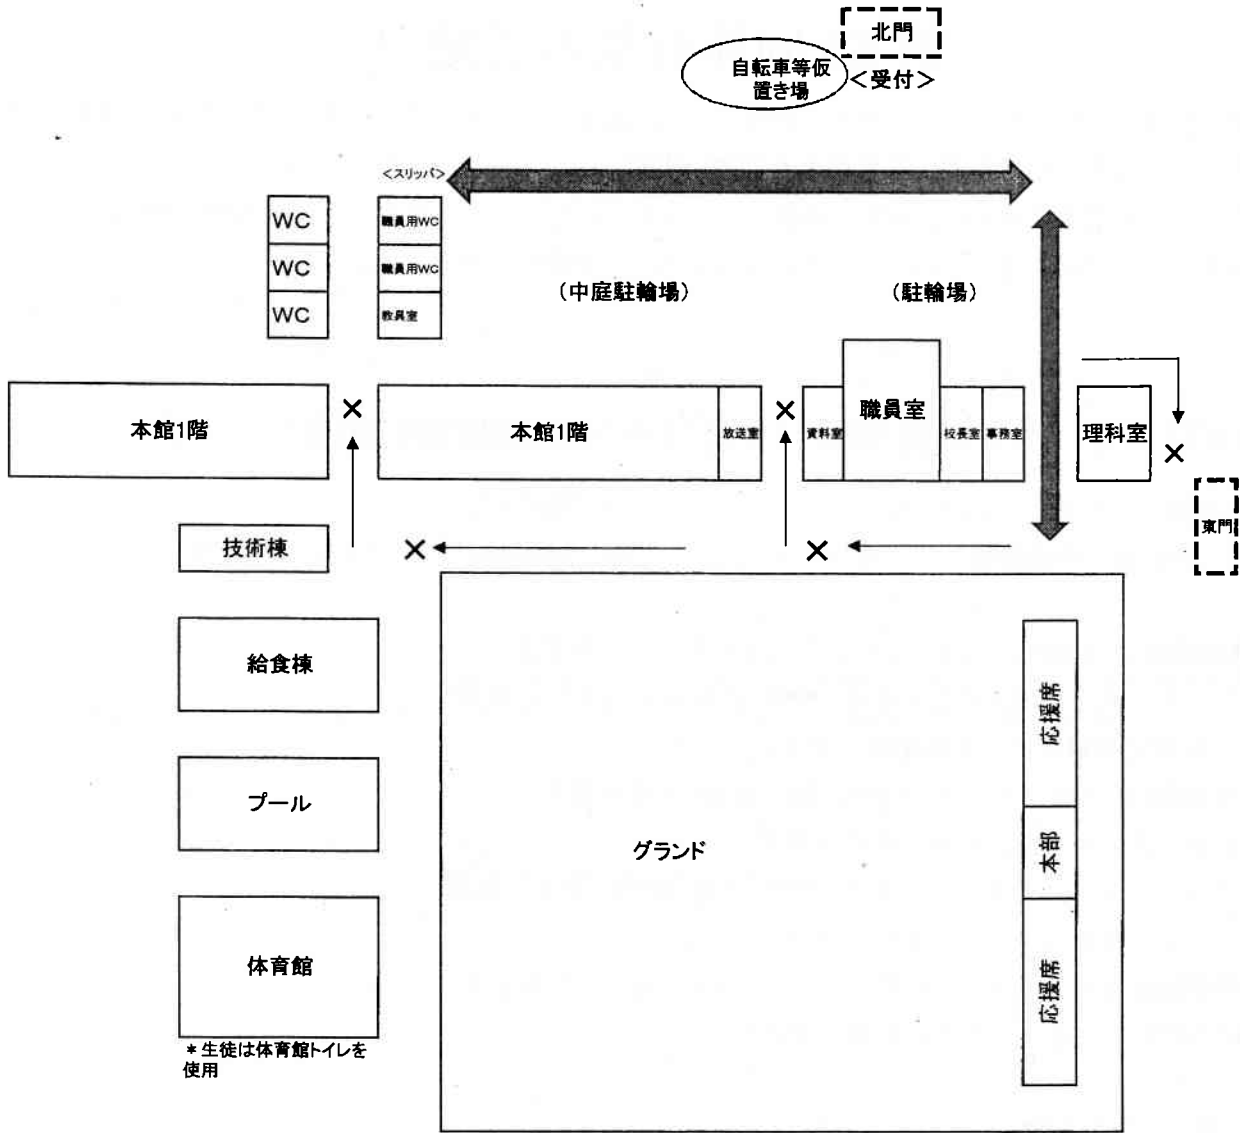 北門
自転車等仮
置き場
＜受付＞
＜スリッパ＞
WC
職員用WC
WC
職員用WC
WC
教員室
（中庭駐輪場）
（駐輪場）
本館1階
×
本館1階
放送室
×
資料室
職員室
校長室
事務室
理科室
×
東門
技術棟
×
×
給食棟
応援席
プール
グランド
本部
体育館
応援席
＊生徒は体育館トイレを
使用